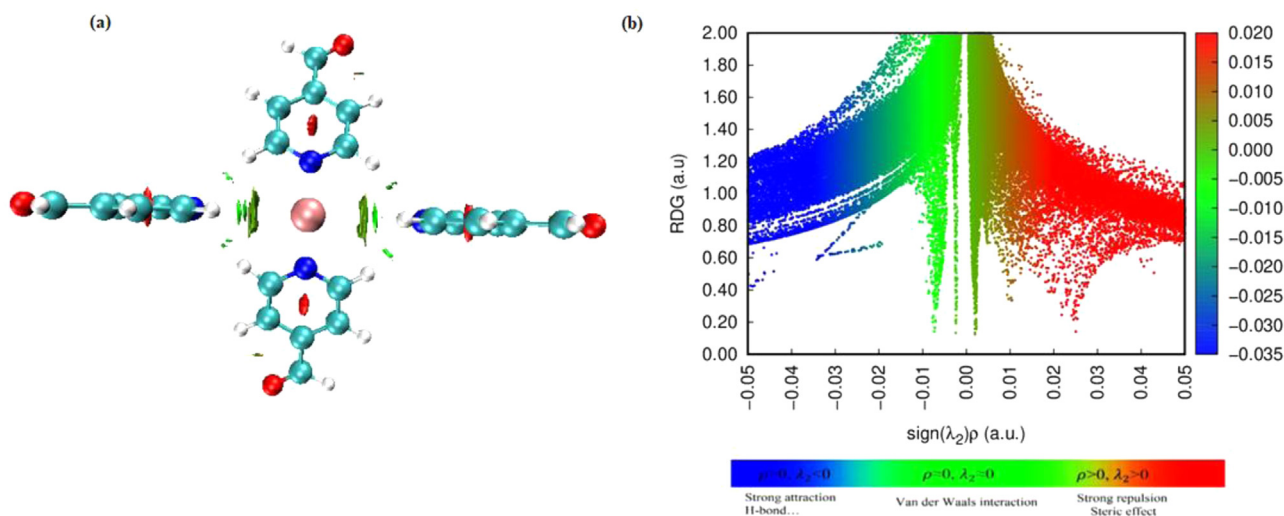 (a)
(b)
2.00
1.80
1.60
1.40
1.20
1.00
0.80
0.60
0.40
0.20
0.00
RDG (a.u)
−0.05
−0.04
−0.03
−0.02
−0.01
0.00
0.01
0.02
0.03
0.04
0.05
sign(λ2)ρ (a.u.)
0.020
0.015
0.010
0.005
0.000
−0.005
−0.010
−0.015
−0.020
−0.025
−0.030
−0.035
ρ>0, λ2<0
ρ≈0, λ2≈0
ρ>0, λ2>0
Strong attraction
H-bond…
Van der Waals interaction
Strong repulsion
Steric effect